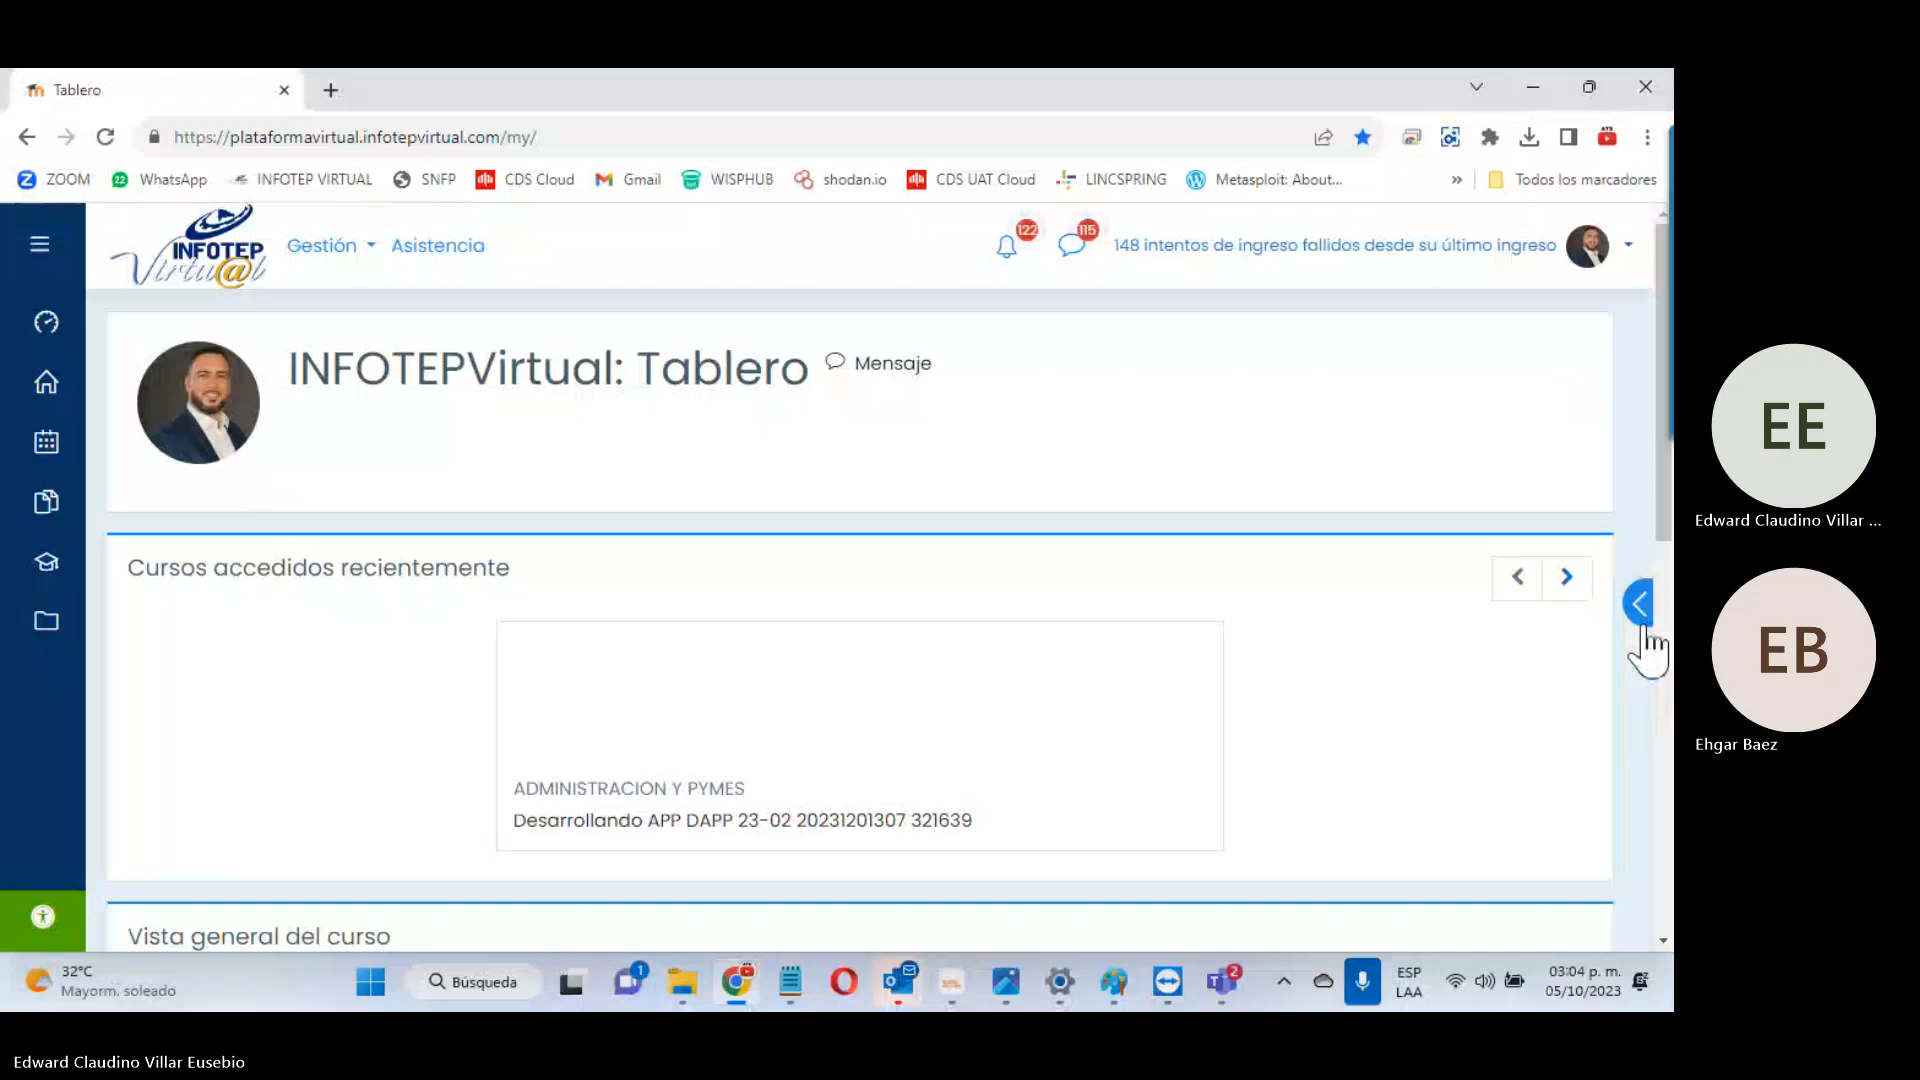 Tablero
https://plataformavirtual.infotepvirtual.com/my/
ZOOM
22
WhatsApp
INFOTEP VIRTUAL
SNFP
CDS Cloud
Gmail
WISPHUB
shodan.io
CDS UAT Cloud
LINCSPRING
Metasploit: About...
»
Todos los marcadores
INFOTEP
Virtu@l
Gestión
Asistencia
122
115
148 intentos de ingreso fallidos desde su último ingreso
INFOTEPVirtual: Tablero
Mensaje
Cursos accedidos recientemente
ADMINISTRACION Y PYMES
Desarrollando APP DAPP 23-02 20231201307 321639
Vista general del curso
EE
Edward Claudino Villar ...
EB
Ehgar Baez
32°C
Mayorm. soleado
Búsqueda
1
2
ESP
LAA
03:04 p. m.
05/10/2023
Edward Claudino Villar Eusebio